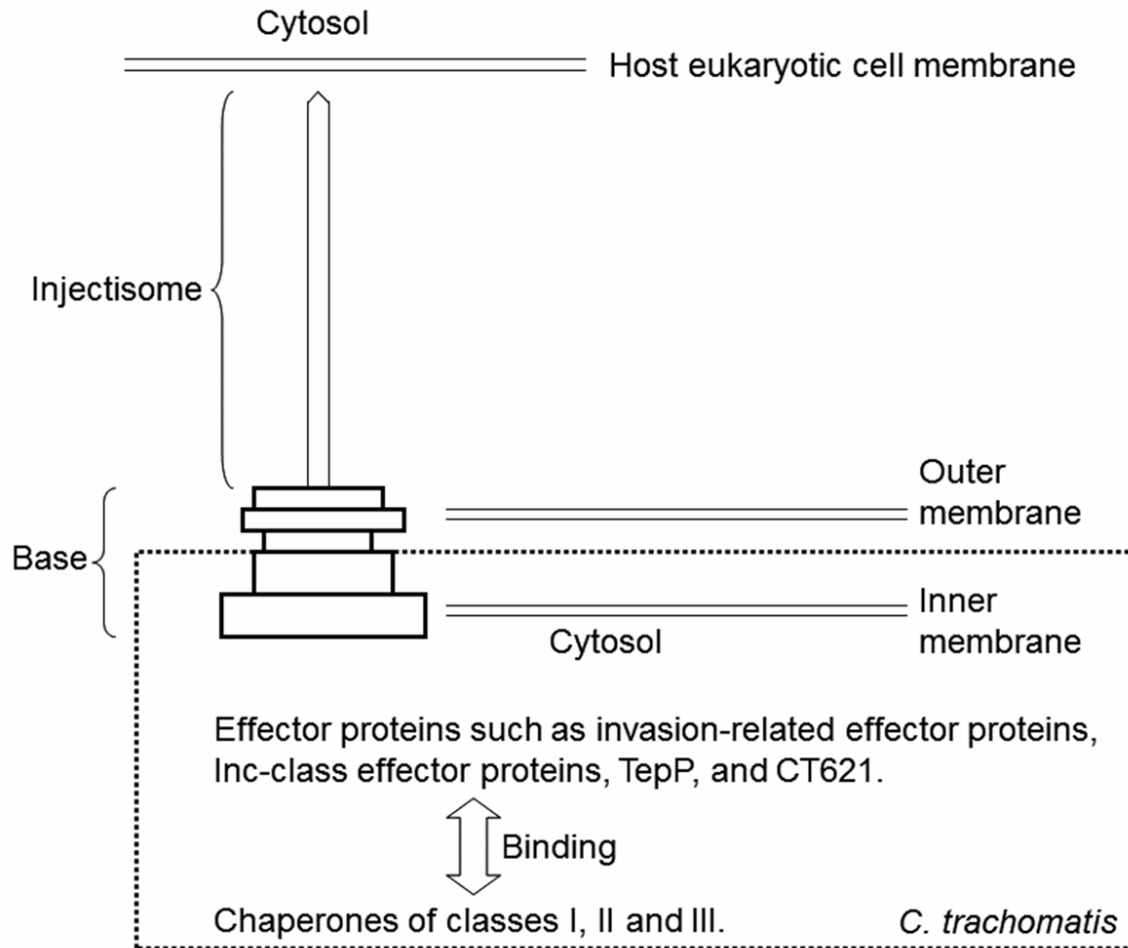 Cytosol
Host eukaryotic cell membrane
Injectisome
Outer
membrane
Base
Inner
membrane
Cytosol
Effector proteins such as invasion-related effector proteins,
Inc-class effector proteins, TepP, and CT621.
Binding
Chaperones of classes I, II and III.
C. trachomatis